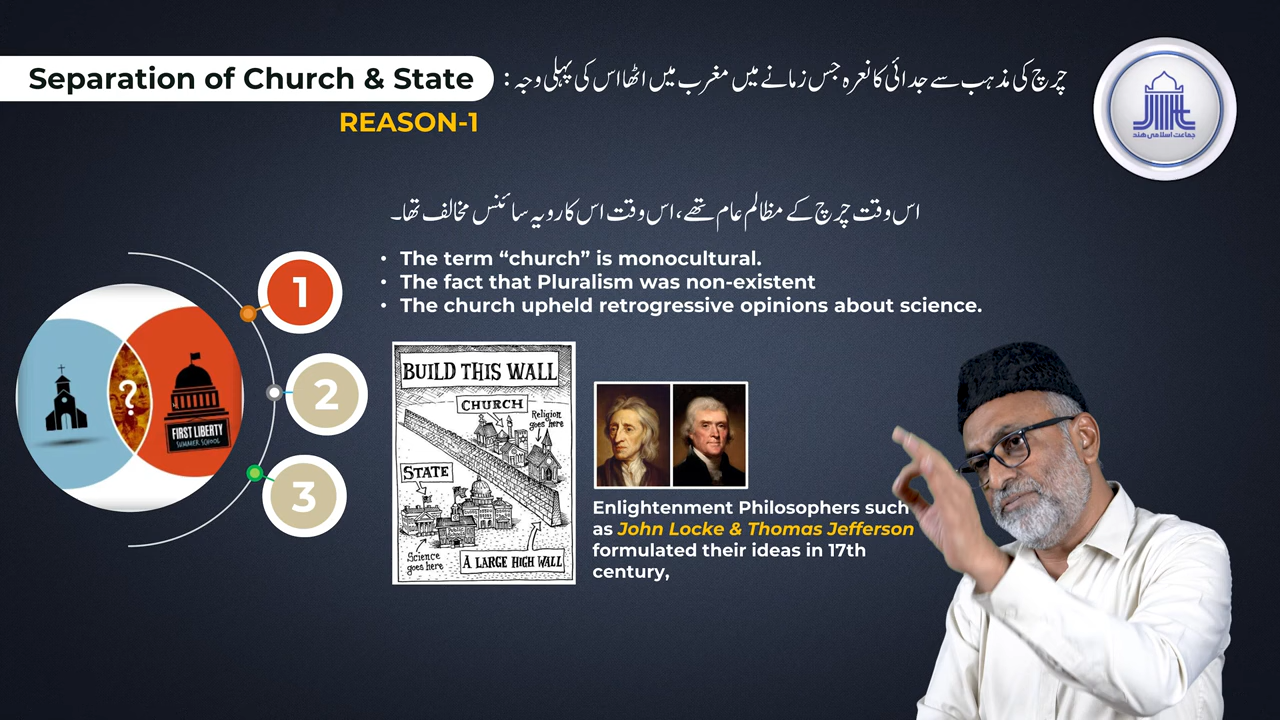 Separation of Church & State
چرچ کی مذہب سے جدائی کا نعرہ جس زمانے میں مغرب میں اٹھا اس کی پہلی وجہ :
REASON-1
جماعت اسلامی ہند
اس وقت چرچ کے مظالم عام تھے، اس وقت اس کا رویہ سائنس مخالف تھا۔
• The term “church” is monocultural.
• The fact that Pluralism was non-existent
• The church upheld retrogressive opinions about science.
1
2
3
?
FIRST LIBERTY
SUMMER SCHOOL
BUILD THIS WALL
CHURCH
Religion
goes here
STATE
Science
goes here
A LARGE HIGH WALL
Enlightenment Philosophers such
as John Locke & Thomas Jefferson
formulated their ideas in 17th
century,